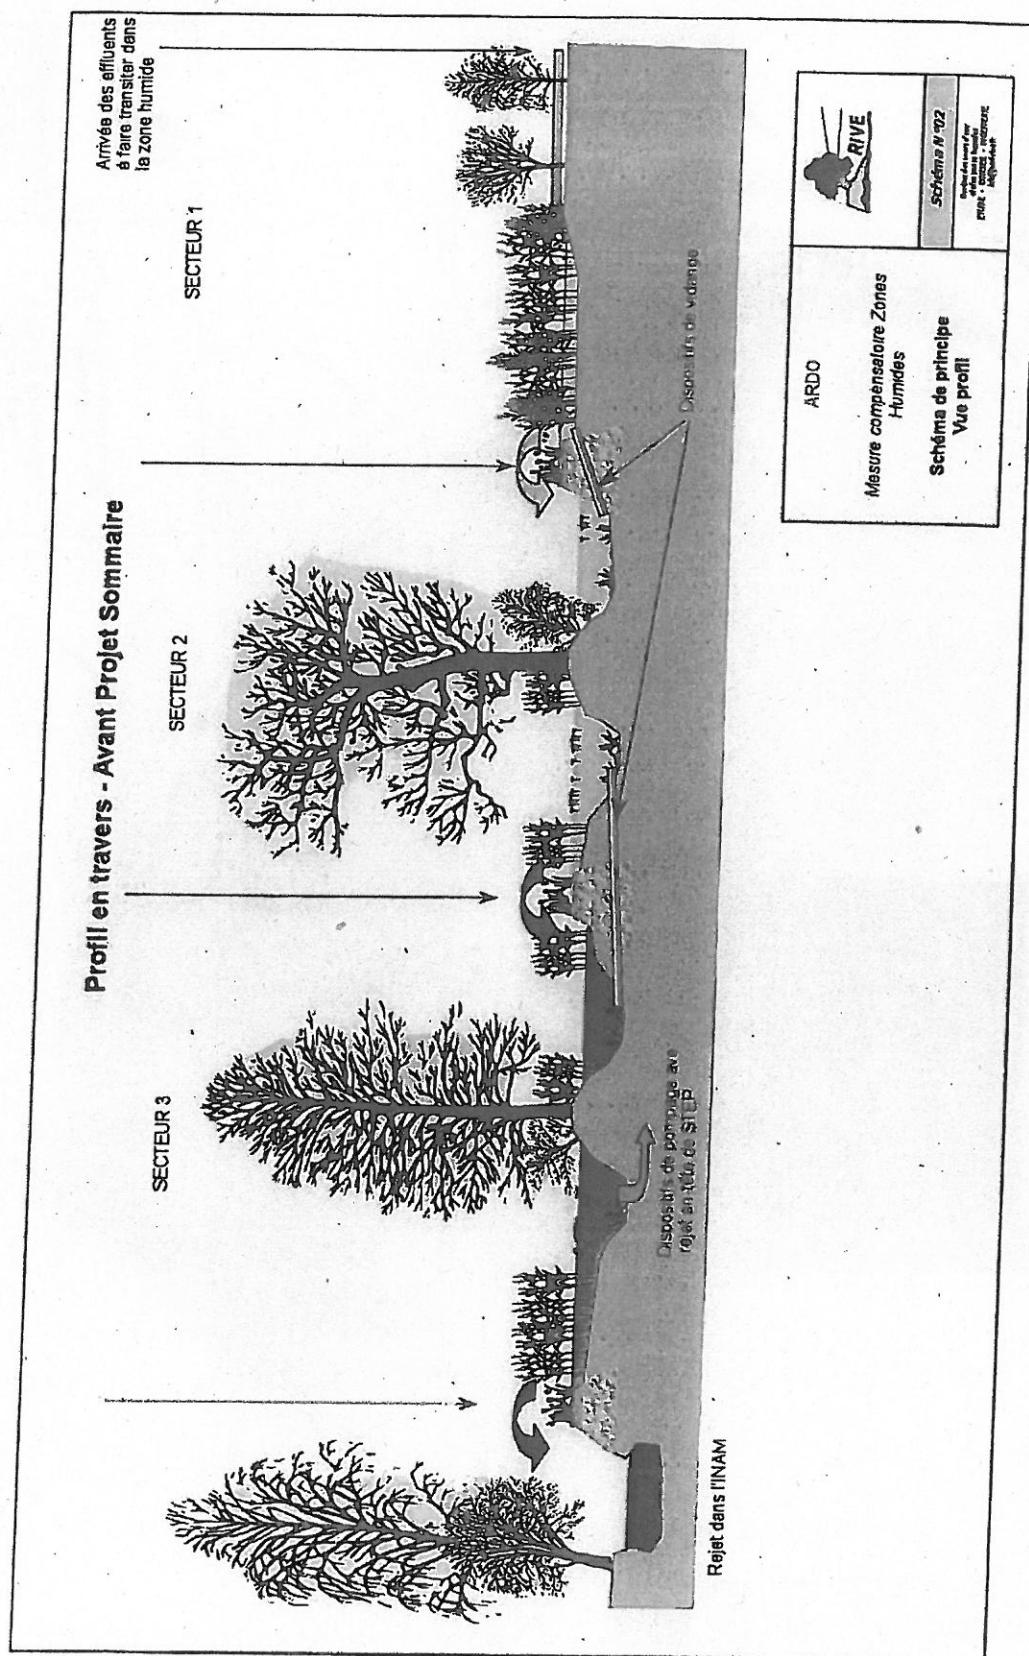 Profil en travers - Avant Projet Sommaire
SECTEUR 3
SECTEUR 2
SECTEUR 1
Arrivée des effluents
à faire transiter dans
la zone humide
Dispositifs de vidange
Dispositifs de pompage ave
rejet en tête de STEP
Rejet dans l'INAM
ARDO
Mesure compensatoire Zones
Humides
Schéma de principe
Vue profil
RIVE
Schéma N°02